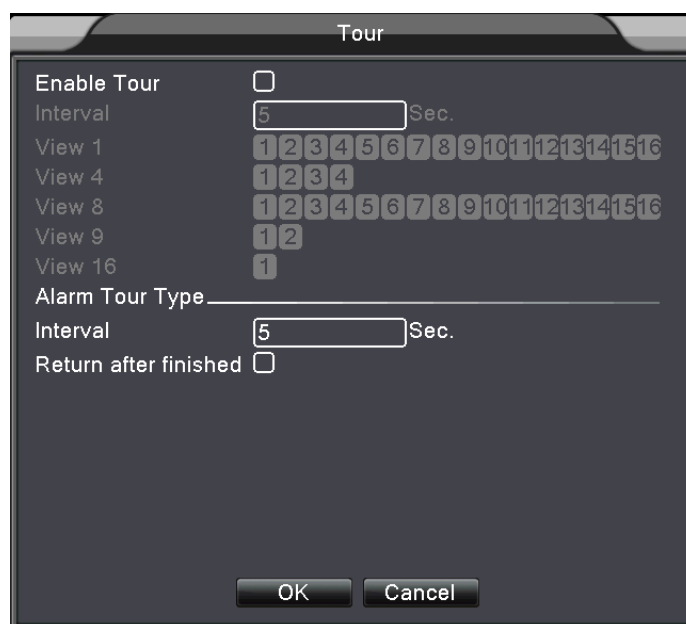 Tour
Enable Tour
Interval 5 Sec.
View 1 1 2 3 4 5 6 7 8 9 10 11 12 13 14 15 16
View 4 1 2 3 4
View 8 1 2 3 4 5 6 7 8 9 10 11 12 13 14 15 16
View 9 1 2
View 16 1
Alarm Tour Type
Interval 5 Sec.
Return after finished
OK Cancel